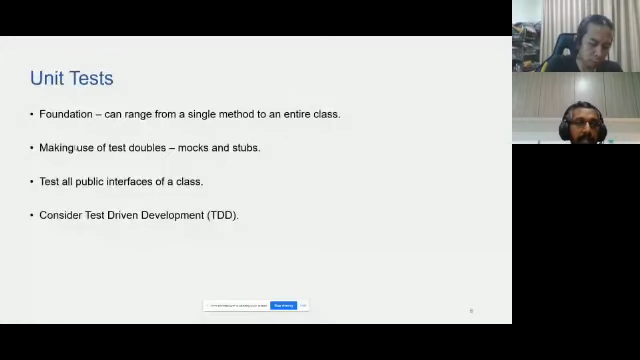 Unit Tests
• Foundation – can range from a single method to an entire class.
• Making use of test doubles – mocks and stubs.
• Test all public interfaces of a class.
• Consider Test Driven Development (TDD).